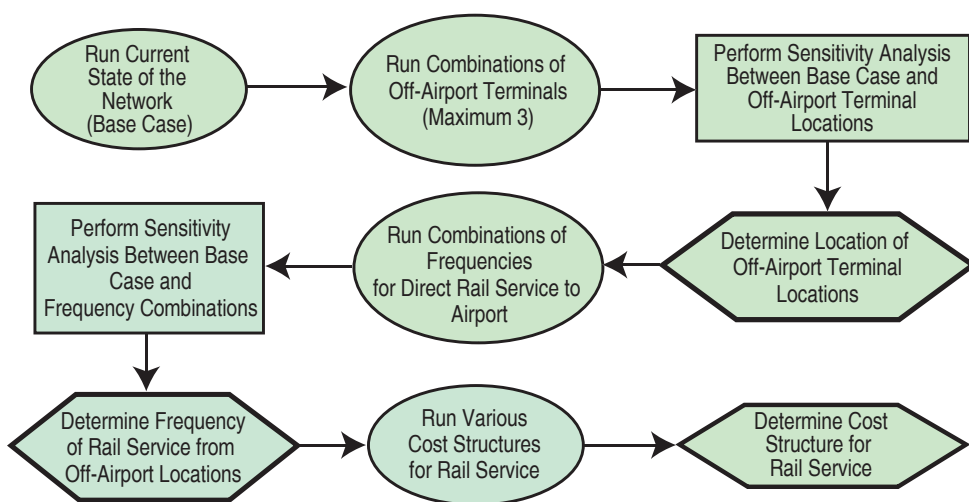 Run Current
State of the
Network
(Base Case)
Run Combinations of
Off-Airport Terminals
(Maximum 3)
Perform Sensitivity Analysis
Between Base Case and
Off-Airport Terminal
Locations
Determine Location of
Off-Airport Terminal
Locations
Run Combinations of
Frequencies
for Direct Rail Service to
Airport
Perform Sensitivity
Analysis Between Base
Case and
Frequency Combinations
Determine Frequency
of Rail Service from
Off-Airport Locations
Run Various
Cost Structures
for Rail Service
Determine Cost
Structure for
Rail Service